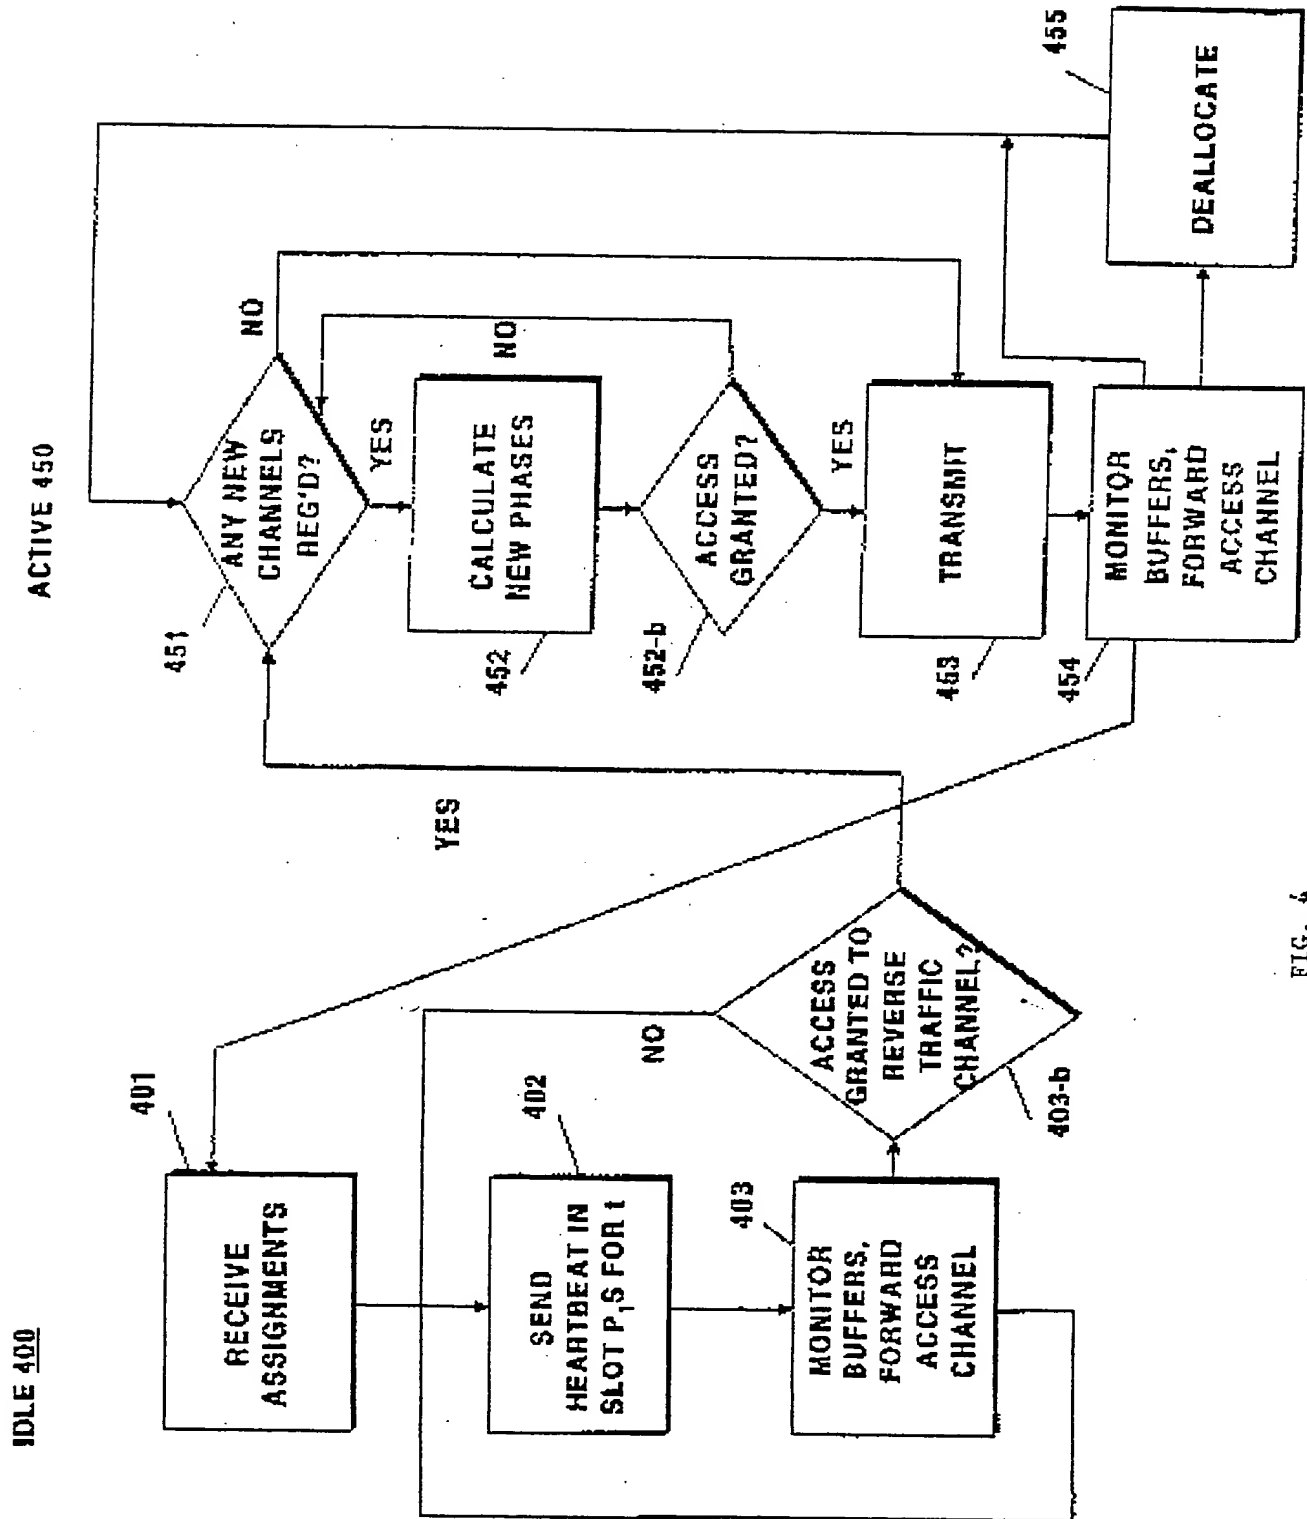 IDLE 400
401
RECEIVE
ASSIGNMENTS
402
SEND
HEARTBEAT IN
SLOT P,S FOR t
403
MONITOR
BUFFERS,
FORWARD
ACCESS
CHANNEL
403-b
ACCESS
GRANTED TO
REVERSE
TRAFFIC
CHANNEL?
NO
YES
ACTIVE 450
451
ANY NEW
CHANNELS
REG'D?
NO
YES
452
CALCULATE
NEW PHASES
452-b
ACCESS
GRANTED?
NO
YES
453
TRANSMIT
454
MONITOR
BUFFERS,
FORWARD
ACCESS
CHANNEL
455
DEALLOCATE
FIG. 4